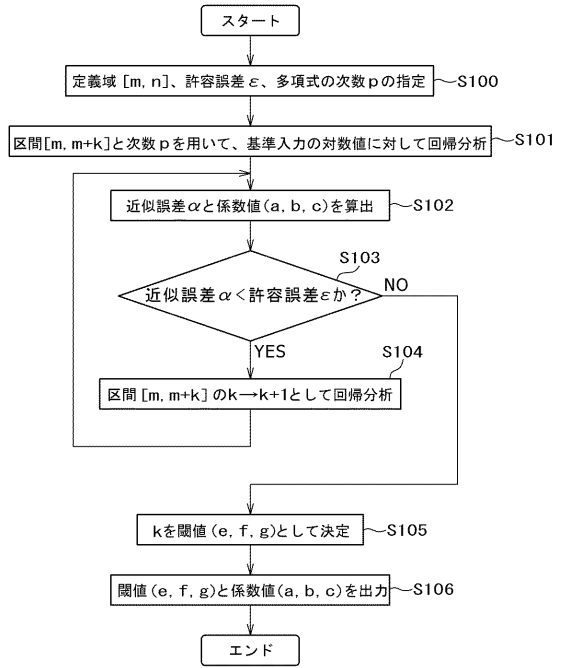 スタート
定義域[m, n]、許容誤差ε、多項式の次数pの指定
S100
区間[m, m+k]と次数pを用いて、基準入力の対数値に対して回帰分析
S101
近似誤差αと係数値(a, b, c)を算出
S102
S103
近似誤差α<許容誤差εか?
NO
YES
S104
区間[m, m+k]のk→k+1として回帰分析
kを閾値(e, f, g)として決定
S105
閾値(e, f, g)と係数値(a, b, c)を出力
S106
エンド